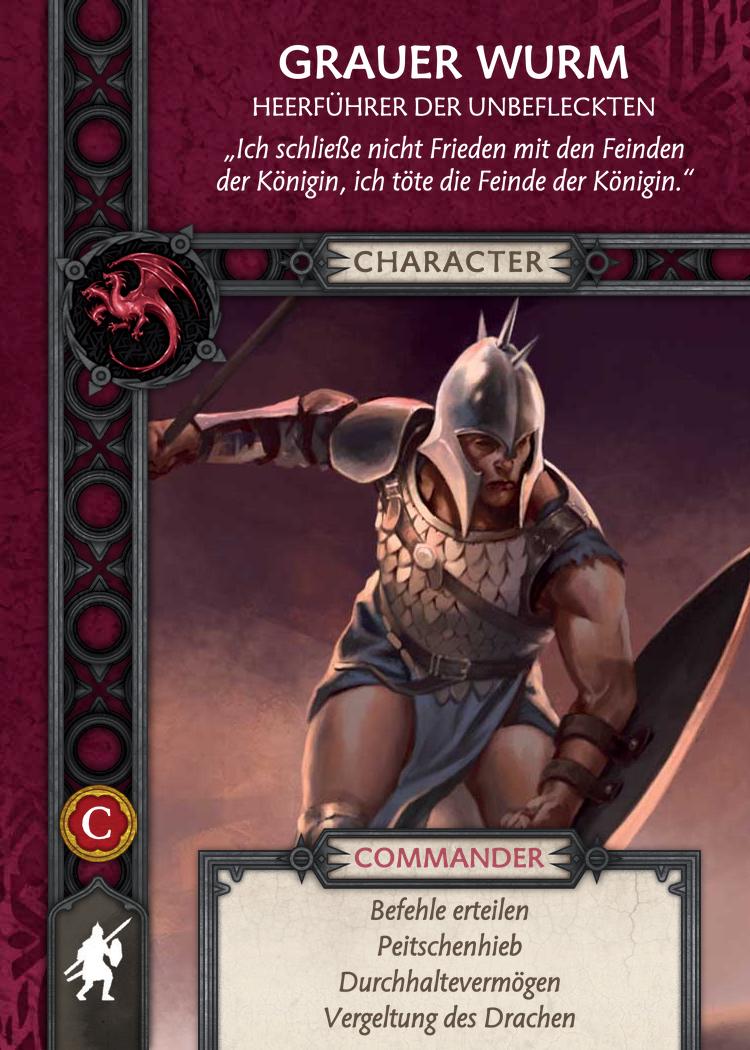 GRAUER WURM
HEERFÜHRER DER UNBEFLECKTEN
„Ich schließe nicht Frieden mit den Feinden
der Königin, ich töte die Feinde der Königin.“
CHARACTER
C
COMMANDER
Befehle erteilen
Peitschenhieb
Durchhaltevermögen
Vergeltung des Drachen